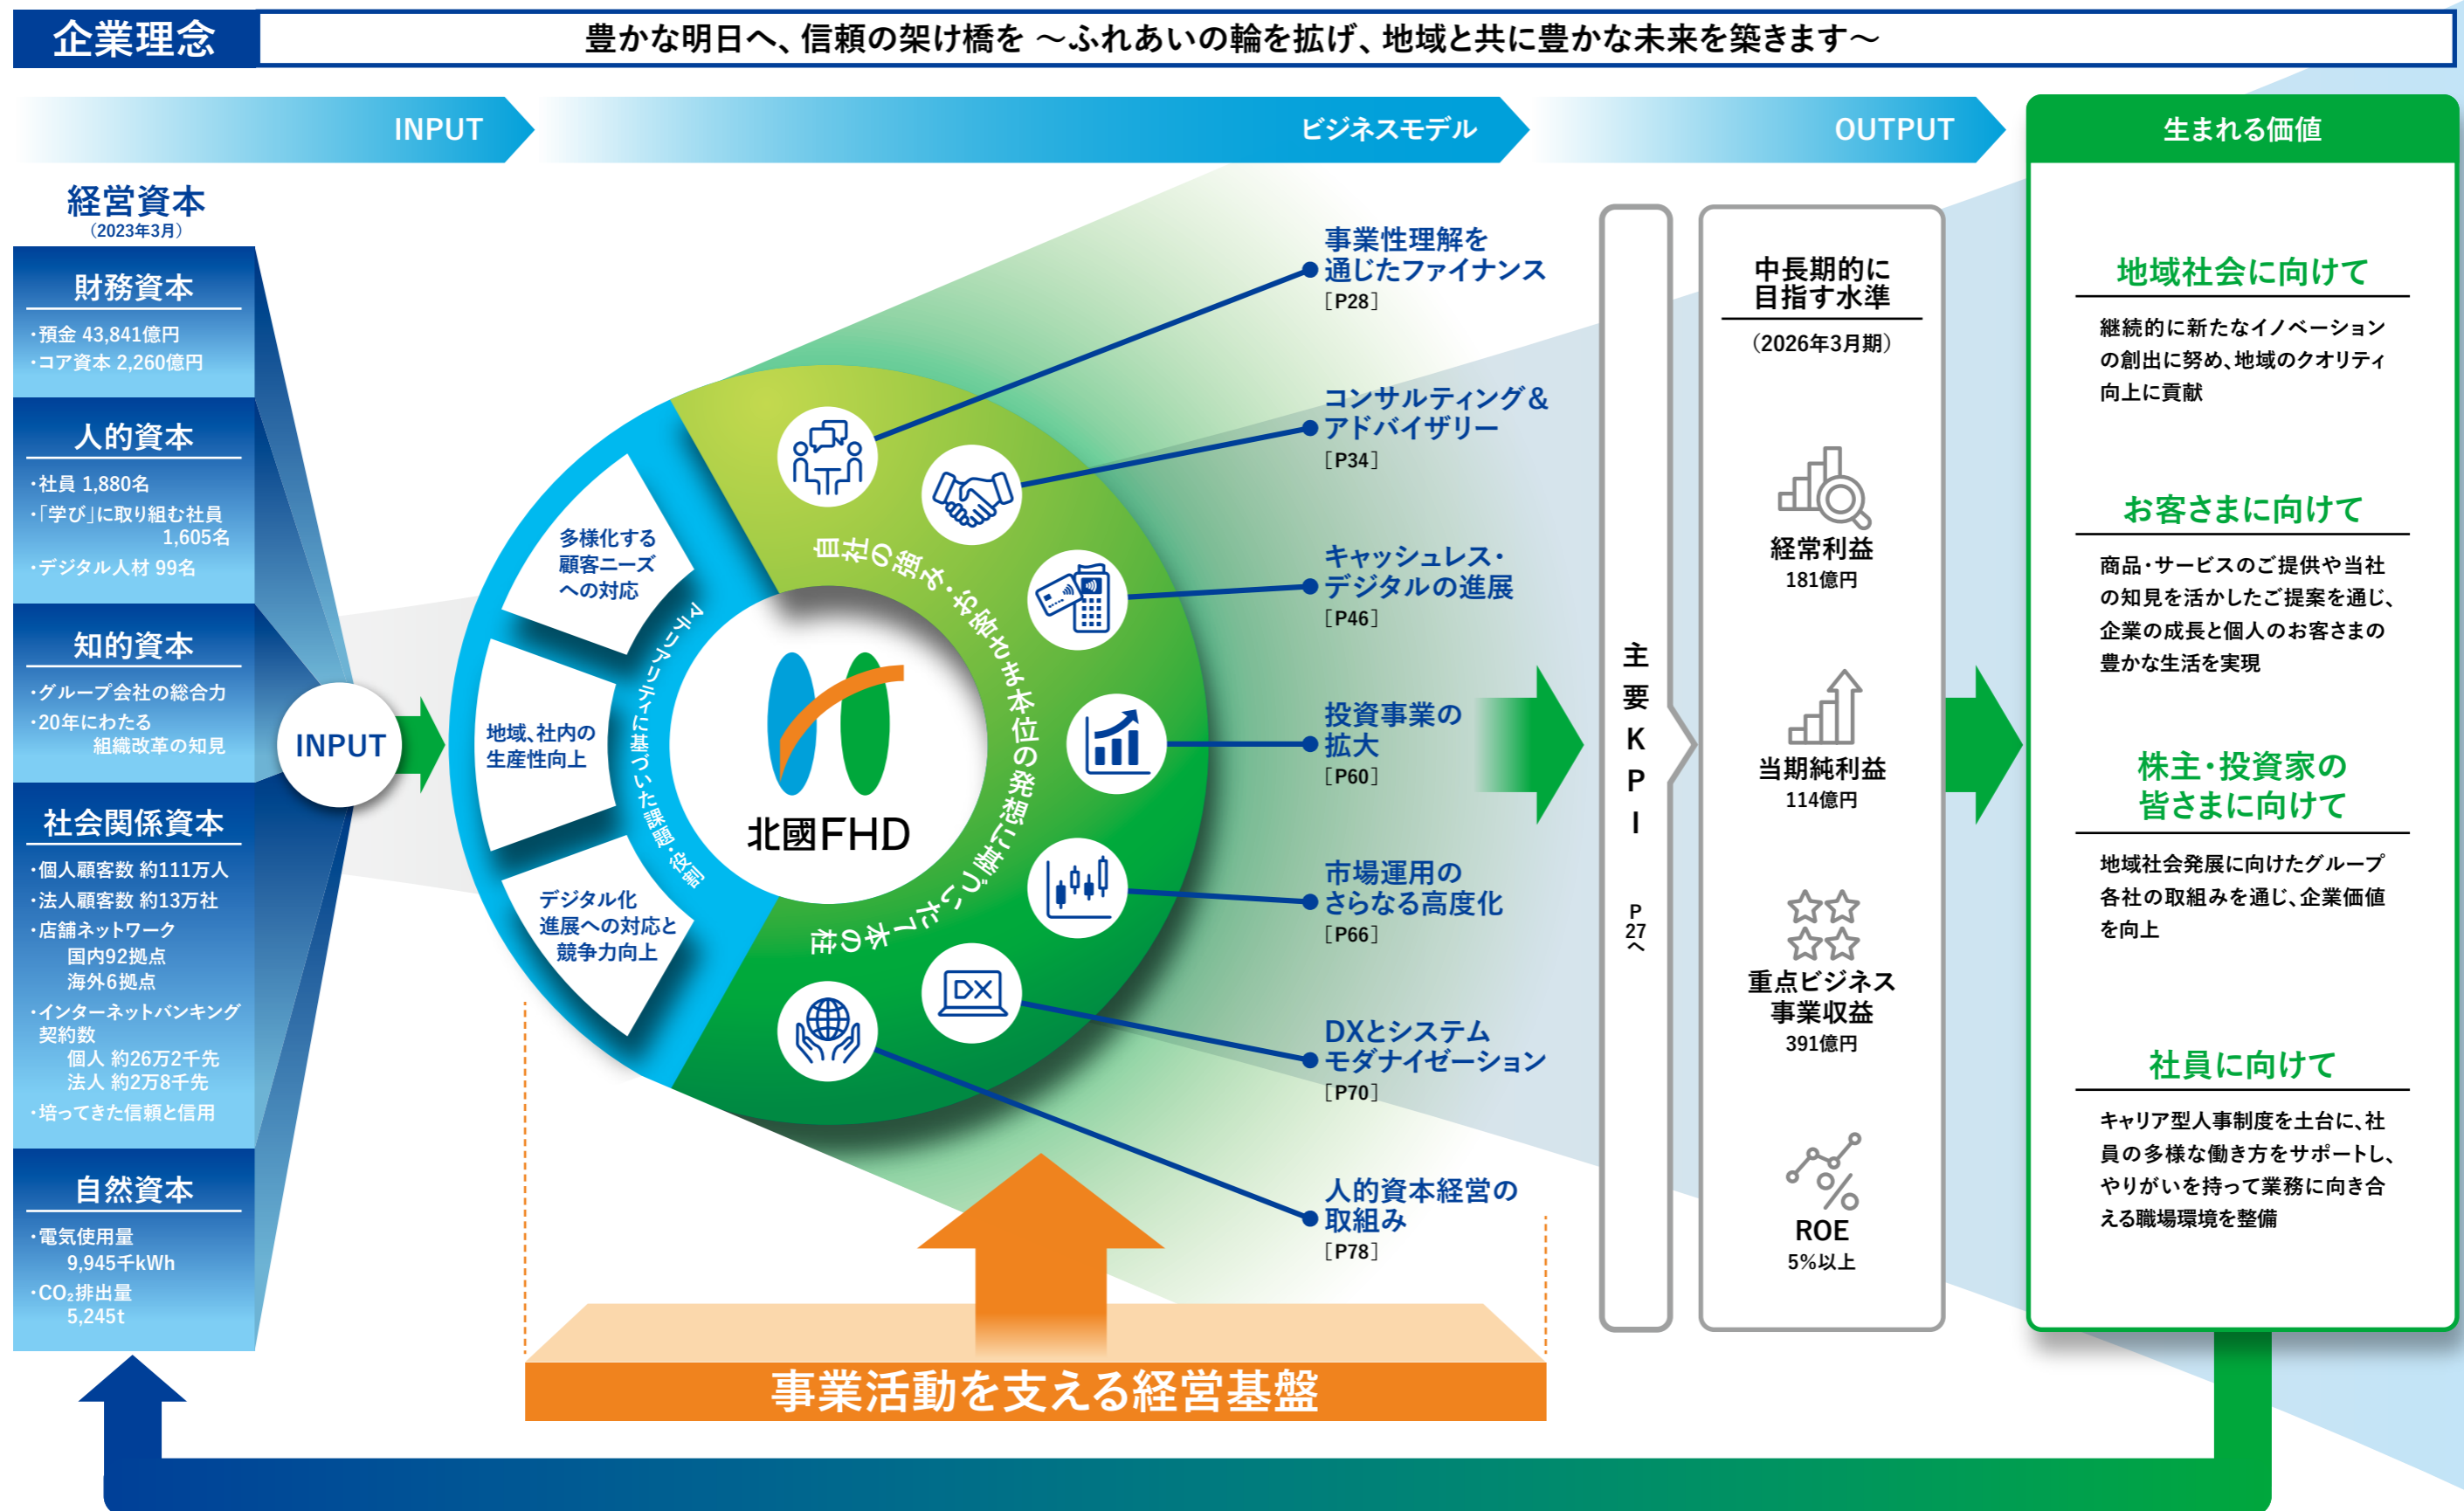 企業理念
豊かな明日へ、信頼の架け橋を ～ふれあいの輪を拡げ、地域と共に豊かな未来を築きます～
INPUT
ビジネスモデル
OUTPUT
生まれる価値
経営資本
（2023年3月）
財務資本
・預金 43,841億円
・コア資本 2,260億円
人的資本
・社員 1,880名
・「学び」に取り組む社員
1,605名
・デジタル人材 99名
知的資本
・グループ会社の総合力
・20年にわたる
組織改革の知見
社会関係資本
・個人顧客数 約111万人
・法人顧客数 約13万社
・店舗ネットワーク
国内92拠点
海外6拠点
・インターネットバンキング
契約数
個人 約26万2千先
法人 約2万8千先
・培ってきた信頼と信用
自然資本
・電気使用量
9,945千kWh
・CO₂排出量
5,245t
INPUT
多様化する
顧客ニーズ
への対応
地域、社内の
生産性向上
デジタル化
進展への対応と
競争力向上
マテリアリティに基づいた課題・役割
北國FHD
自社の強み・お客さま本位の発想に基づいた7本の柱
DX
事業性理解を
通じたファイナンス
［P28］
コンサルティング＆
アドバイザリー
［P34］
キャッシュレス・
デジタルの進展
［P46］
投資事業の
拡大
［P60］
市場運用の
さらなる高度化
［P66］
DXとシステム
モダナイゼーション
［P70］
人的資本経営の
取組み
［P78］
事業活動を支える経営基盤
主要KPI
P27へ
中長期的に
目指す水準
（2026年3月期）
経常利益
181億円
当期純利益
114億円
重点ビジネス
事業収益
391億円
ROE
5%以上
地域社会に向けて
継続的に新たなイノベーション
の創出に努め、地域のクオリティ
向上に貢献
お客さまに向けて
商品・サービスのご提供や当社
の知見を活かしたご提案を通じ、
企業の成長と個人のお客さまの
豊かな生活を実現
株主・投資家の
皆さまに向けて
地域社会発展に向けたグループ
各社の取組みを通じ、企業価値
を向上
社員に向けて
キャリア型人事制度を土台に、社
員の多様な働き方をサポートし、
やりがいを持って業務に向き合
える職場環境を整備